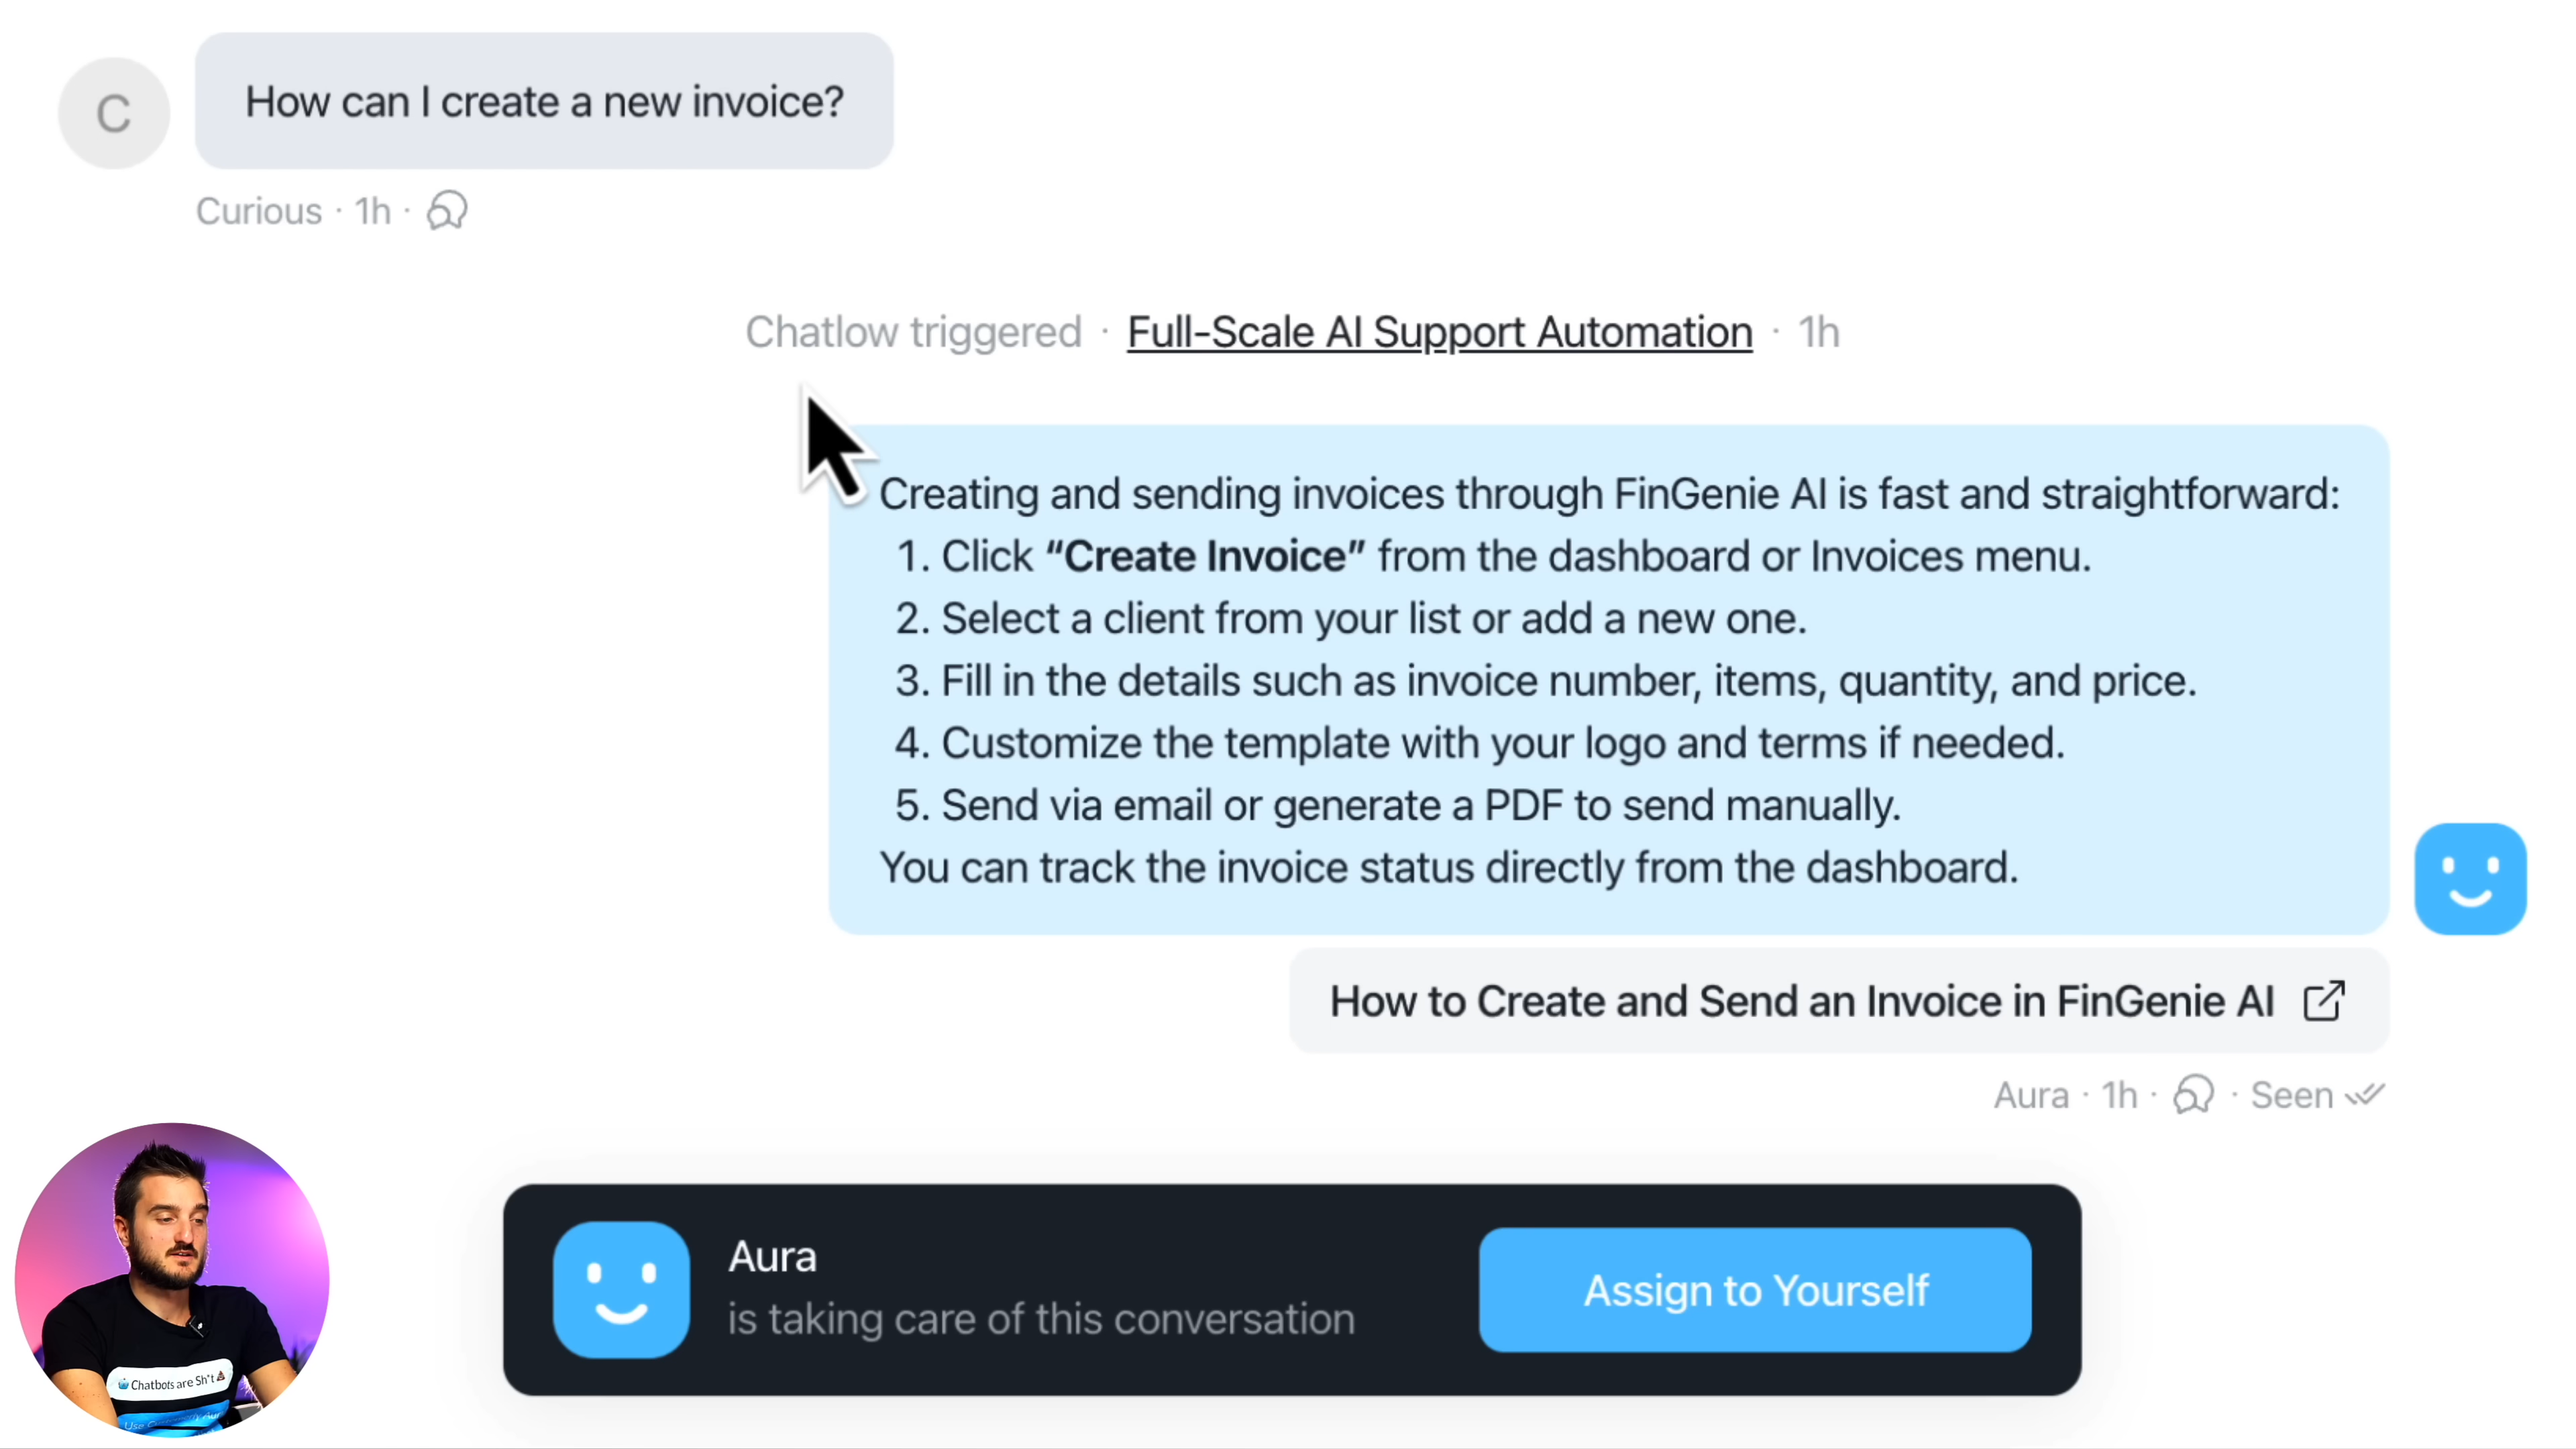 C
How can I create a new invoice?
Curious · 1h ·
Chatlow triggered · Full-Scale AI Support Automation · 1h
Creating and sending invoices through FinGenie AI is fast and straightforward:
1. Click “Create Invoice” from the dashboard or Invoices menu.
2. Select a client from your list or add a new one.
3. Fill in the details such as invoice number, items, quantity, and price.
4. Customize the template with your logo and terms if needed.
5. Send via email or generate a PDF to send manually.
You can track the invoice status directly from the dashboard.
How to Create and Send an Invoice in FinGenie AI
Aura · 1h · · Seen
Aura
is taking care of this conversation
Assign to Yourself
Chatbots are Sh*t
Use